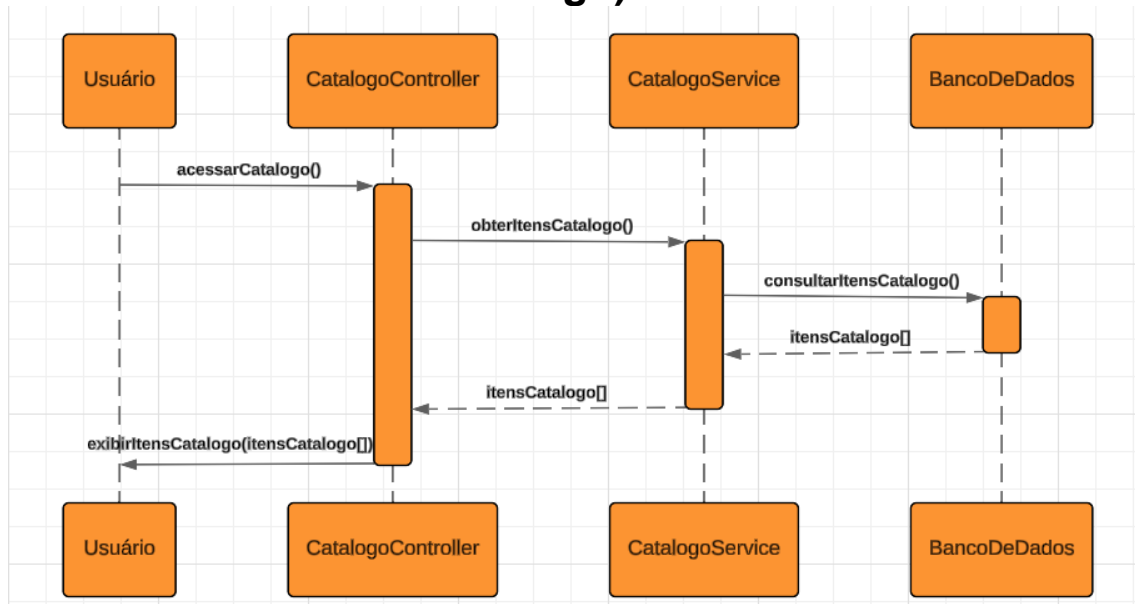 Usuário
CatalogoController
CatalogoService
BancoDeDados
acessarCatalogo()
obterItensCatalogo()
consultarItensCatalogo()
itensCatalogo[]
itensCatalogo[]
exibirItensCatalogo(itensCatalogo[])
Usuário
CatalogoController
CatalogoService
BancoDeDados